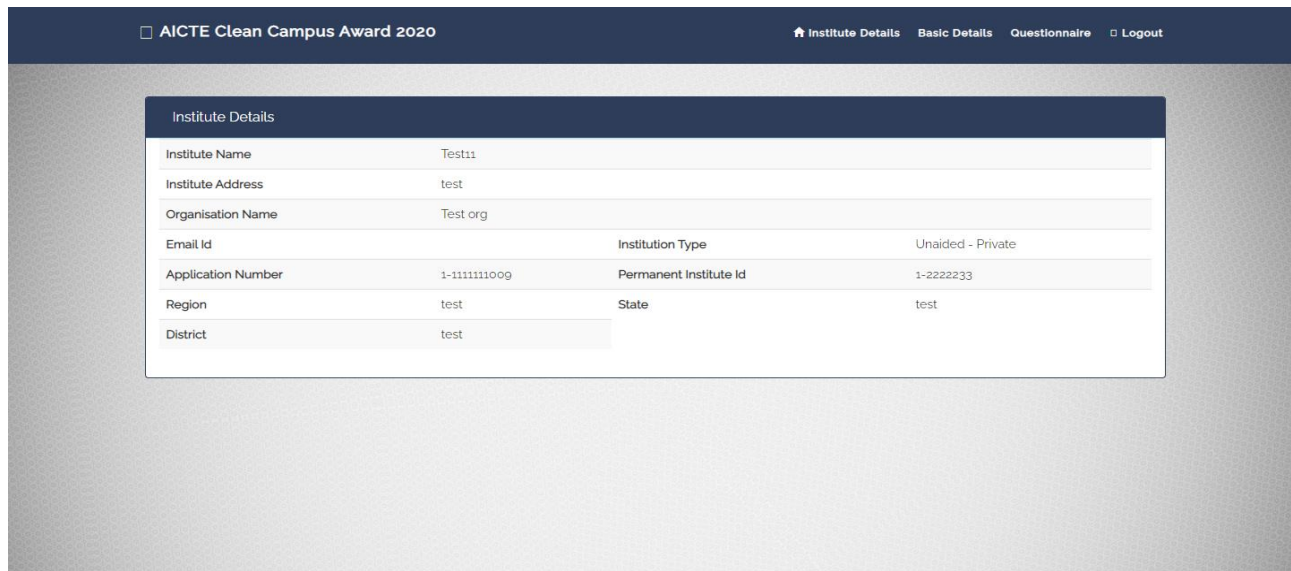 AICTE Clean Campus Award 2020
Institute Details Basic Details Questionnaire Logout
Institute Details
Institute Name Test11
Institute Address test
Organisation Name Test org
Email Id Institution Type Unaided - Private
Application Number 1-1111111009 Permanent Institute Id 1-2222233
Region test State test
District test